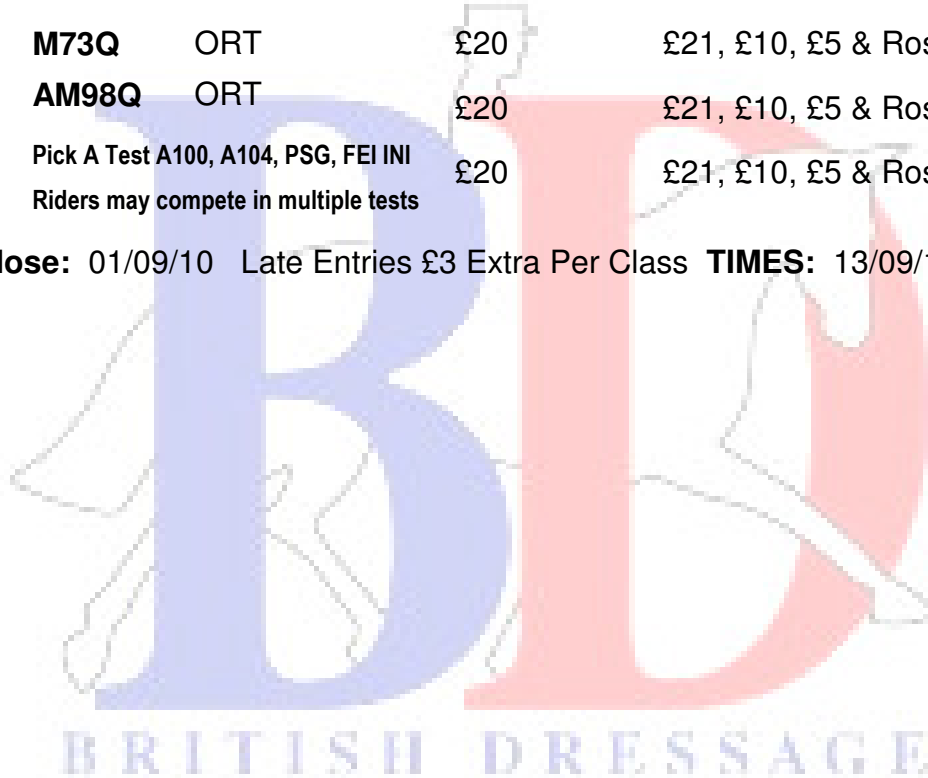 M73Q ORT £20 £21, £10, £5 & Ros
AM98Q ORT £20 £21, £10, £5 & Ros
Pick A Test A100, A104, PSG, FEI INI £20 £21, £10, £5 & Ros
Riders may compete in multiple tests
lose: 01/09/10 Late Entries £3 Extra Per Class TIMES: 13/09/1
BD
BRITISH DRESSAGE